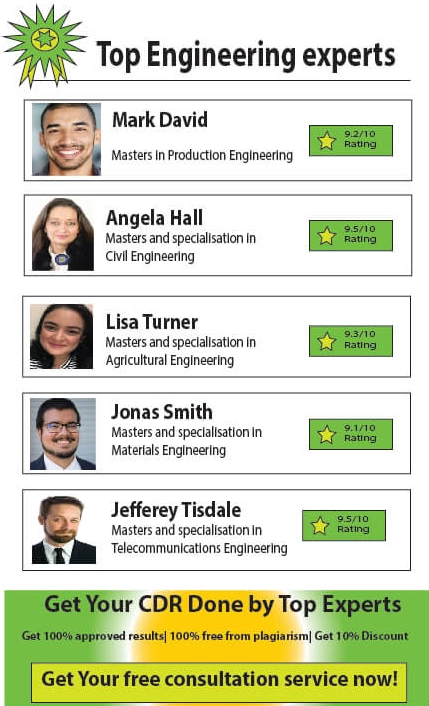 Top Engineering experts
Mark David
Masters in Production Engineering
9.2/10
Rating
Angela Hall
Masters and specialisation in
Civil Engineering
9.5/10
Rating
Lisa Turner
Masters and specialisation in
Agricultural Engineering
9.3/10
Rating
Jonas Smith
Masters and specialisation in
Materials Engineering
9.1/10
Rating
Jefferey Tisdale
Masters and specialisation in
Telecommunications Engineering
9.5/10
Rating
Get Your CDR Done by Top Experts
Get 100% approved results| 100% free from plagiarism| Get 10% Discount
Get Your free consultation service now!